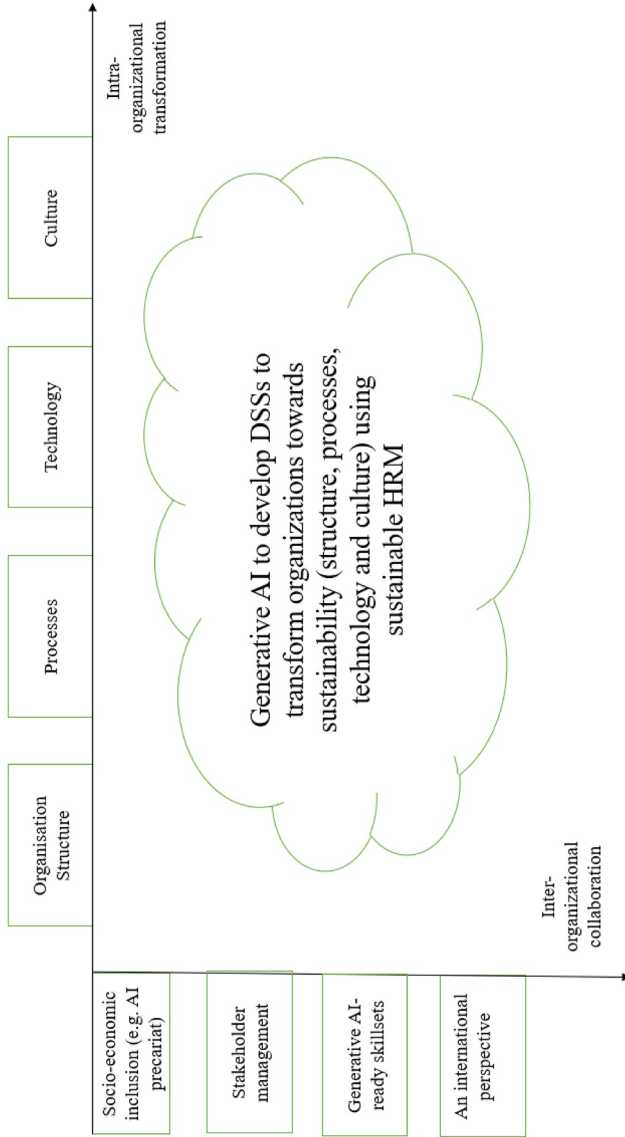 Culture
Technology
Processes
Organisation
Structure
Intra-
organizational
transformation
Generative AI to develop DSSs to
transform organizations towards
sustainability (structure, processes,
technology and culture) using
sustainable HRM
Inter-
organizational
collaboration
Socio-economic
inclusion (e.g. AI
precariat)
Stakeholder
management
Generative AI-
ready skillsets
An international
perspective